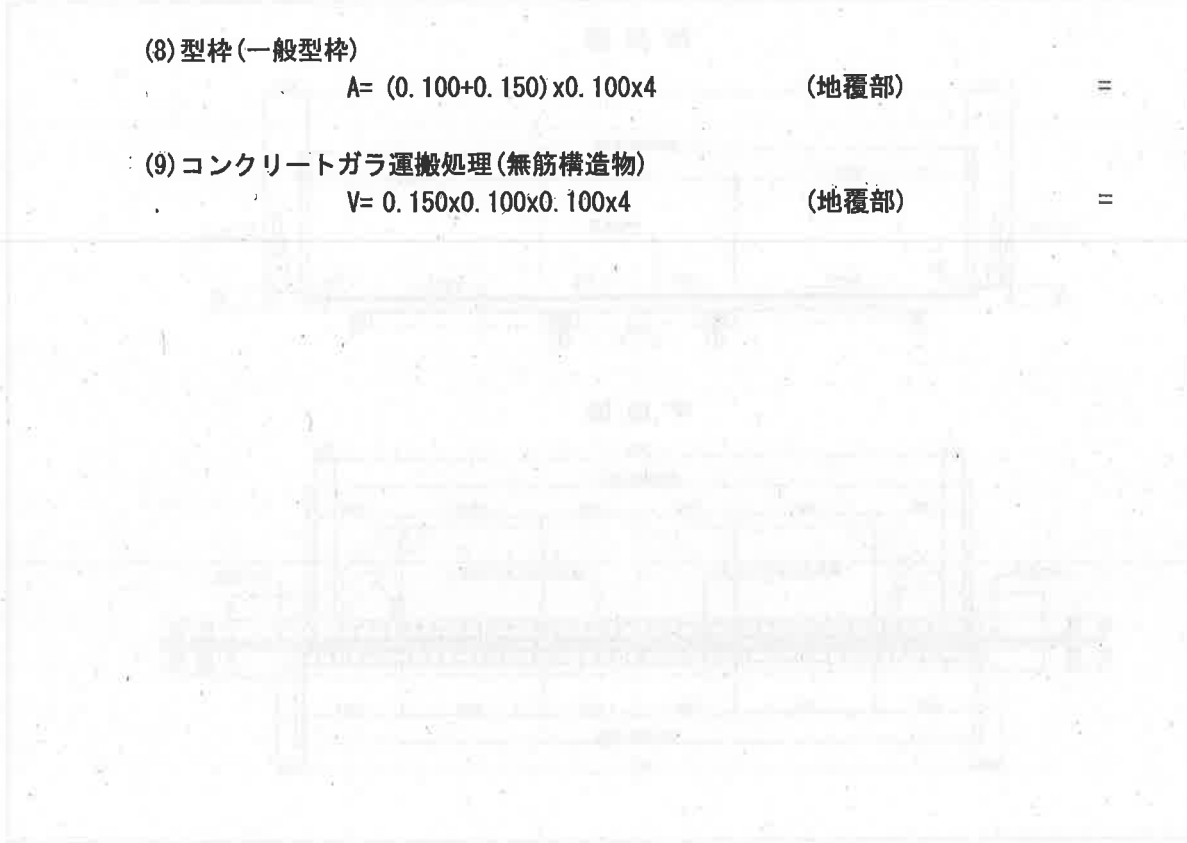 (8)型枠(一般型枠)
A= (0.100+0.150)x0.100x4 (地覆部) =
(9)コンクリートガラ運搬処理(無筋構造物)
V= 0.150x0.100x0.100x4 (地覆部) =